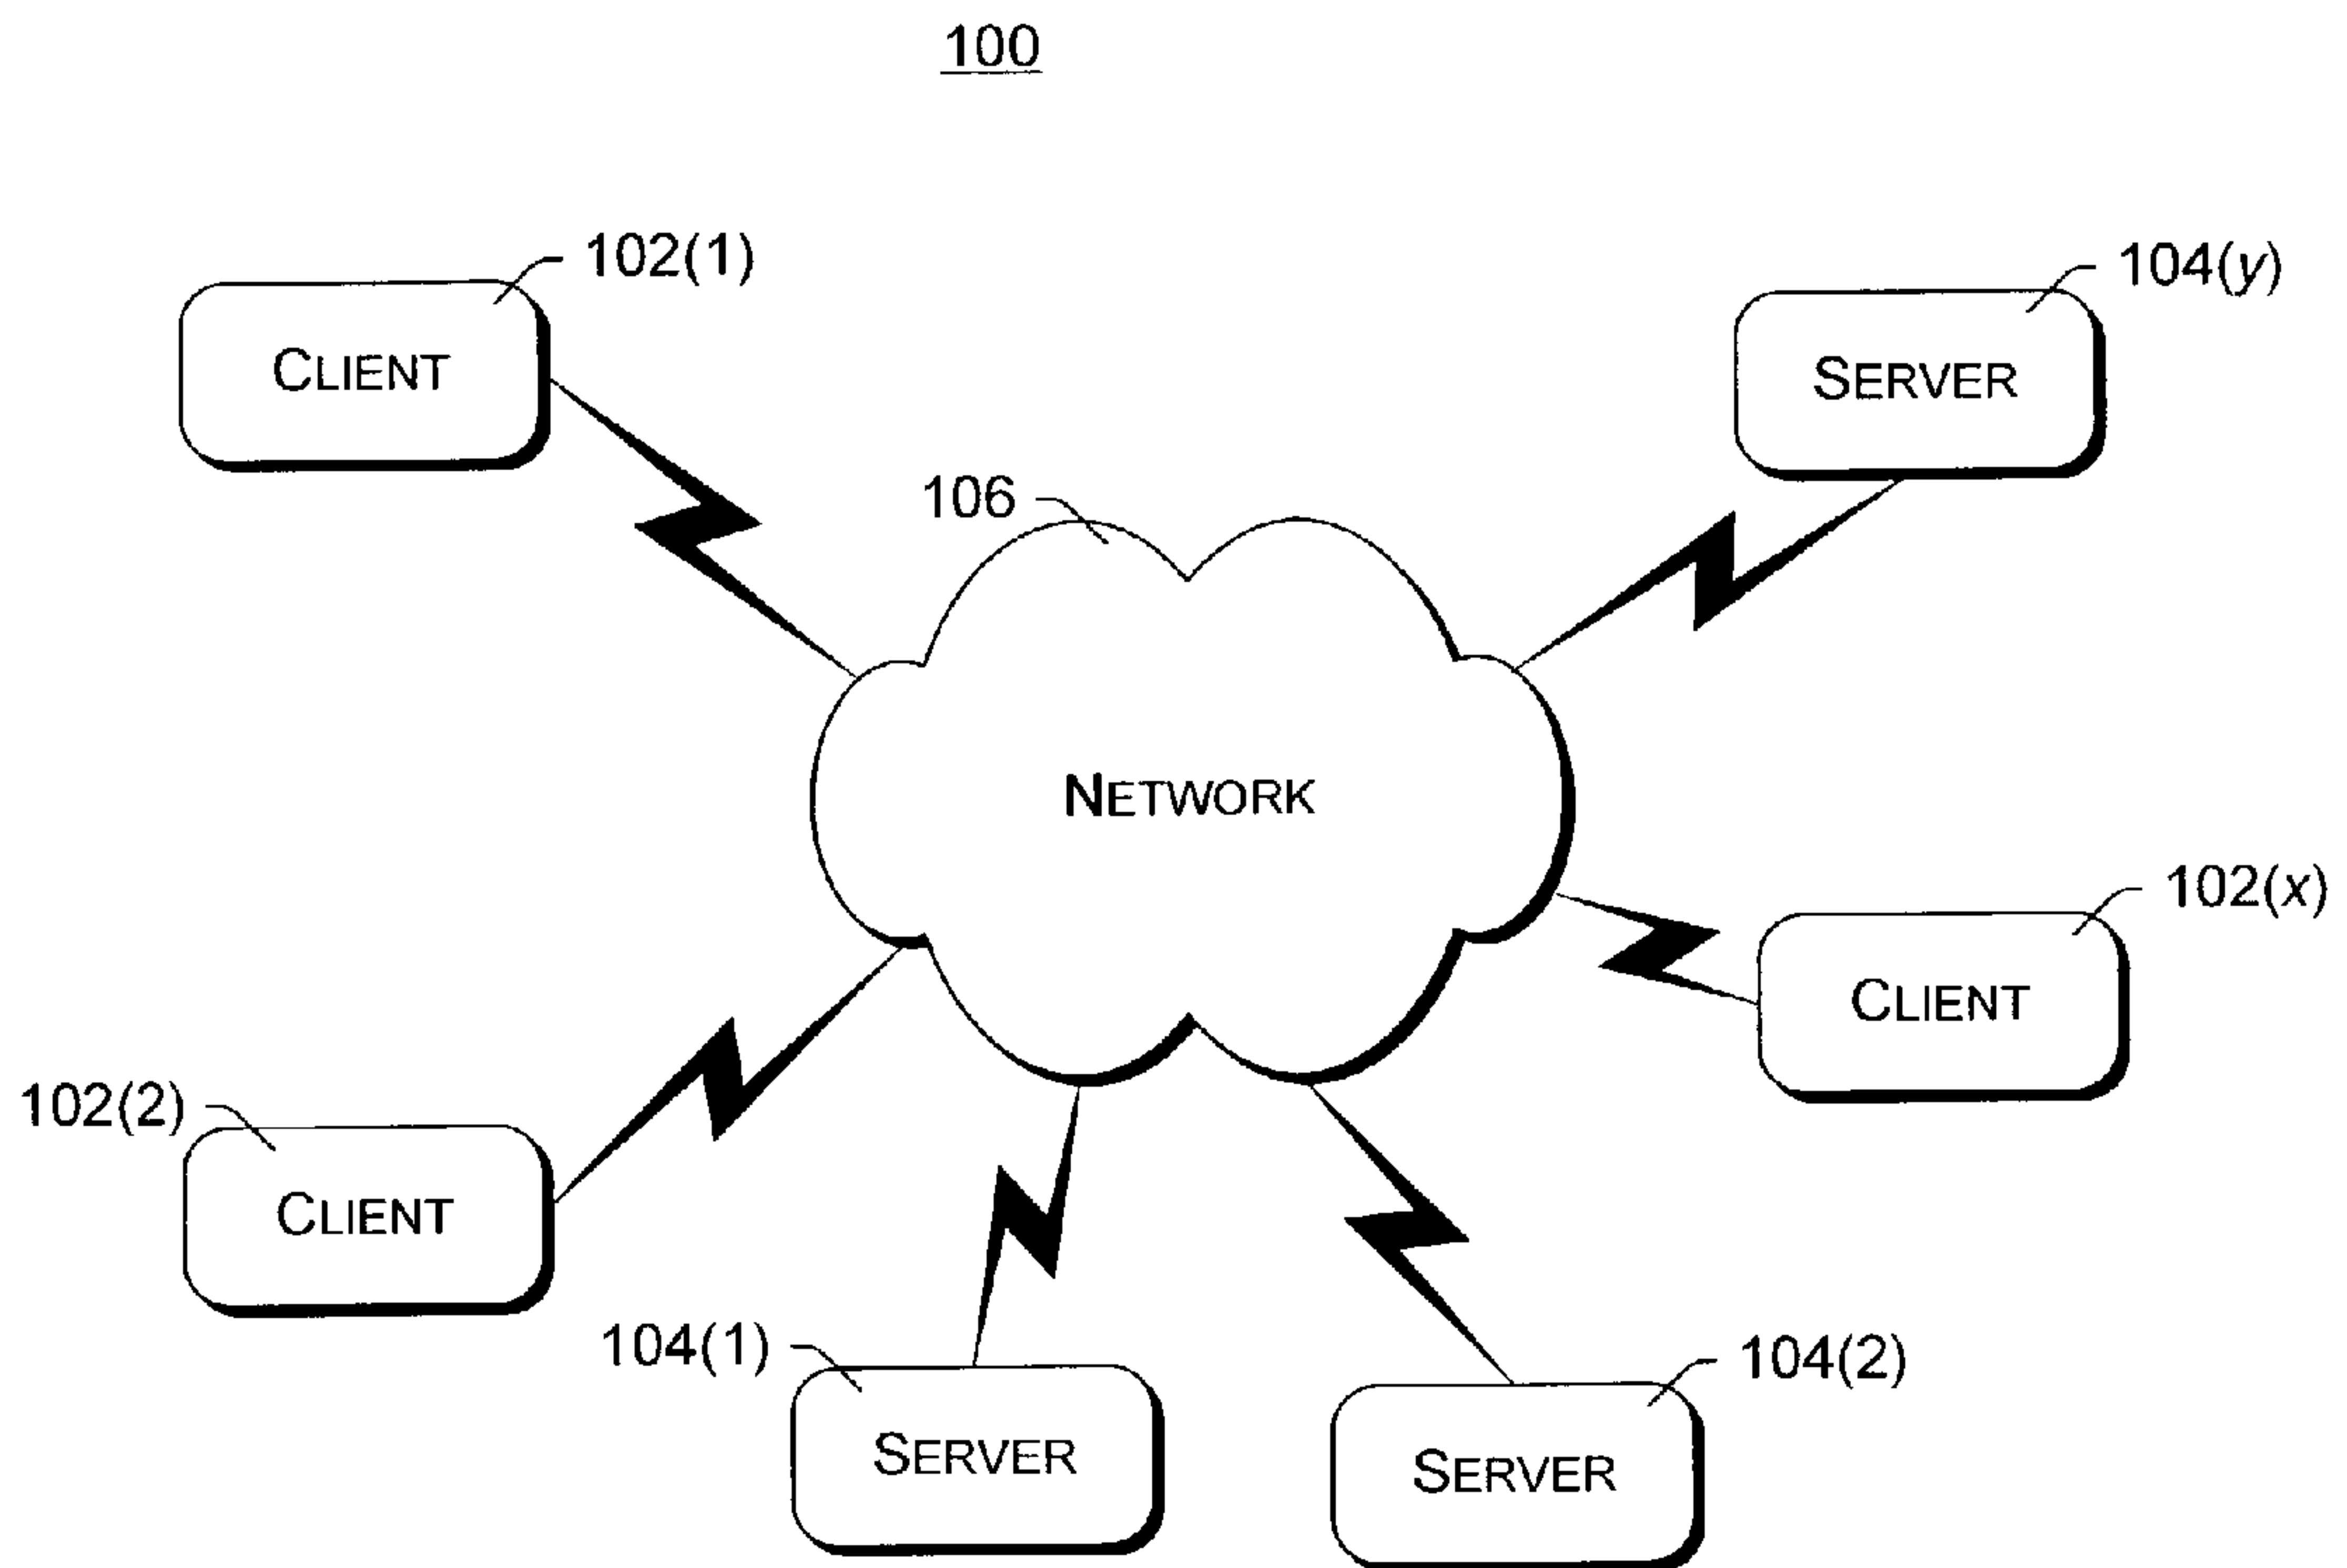 100
102(1)
104(y)
CLIENT
SERVER
106
NETWORK
102(x)
CLIENT
102(2)
CLIENT
104(1)
104(2)
SERVER
SERVER